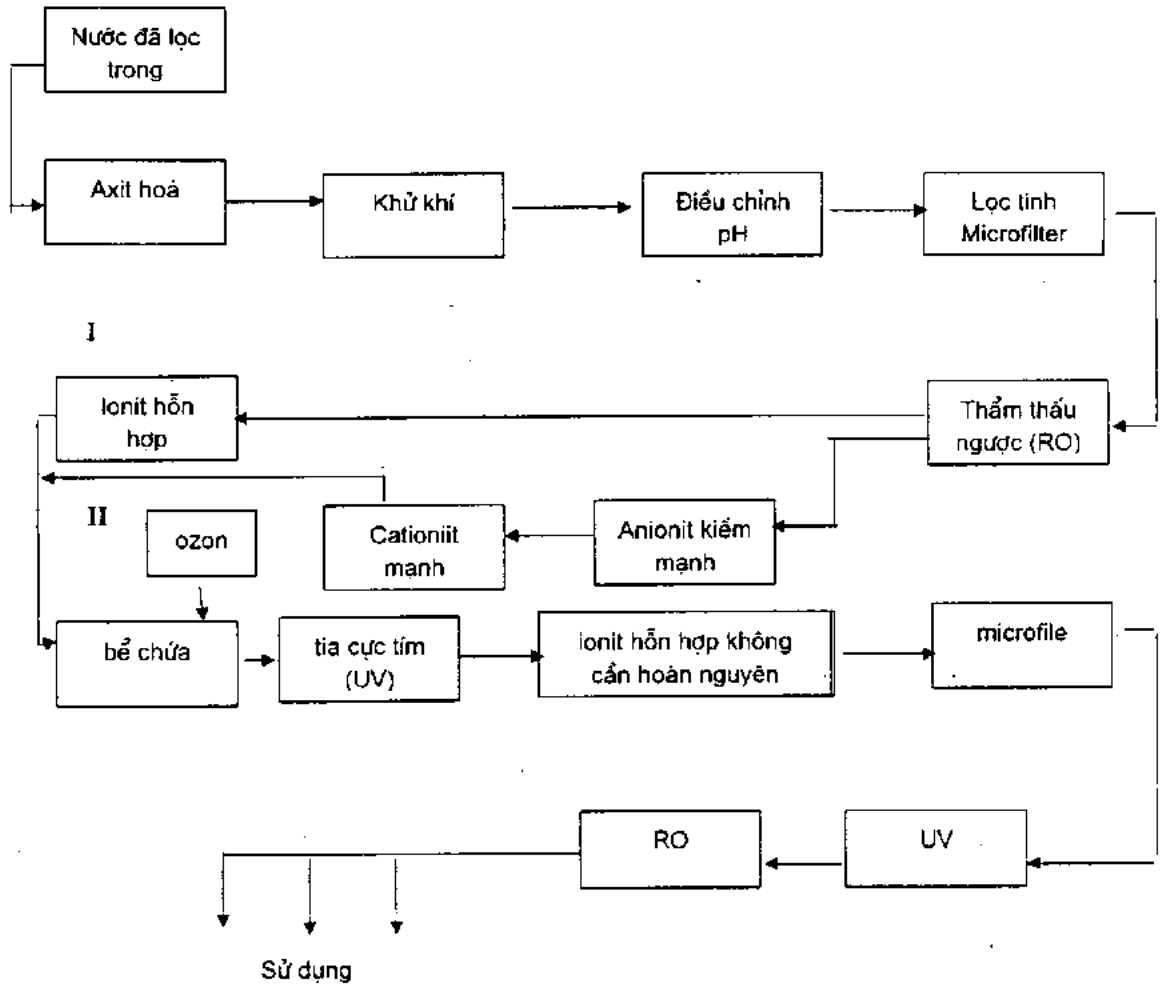 Nước đã lọc
trong
Axit hoá
Khử khí
Điều chỉnh
pH
Lọc tinh
Microfilter
I
Ionit hỗn
hợp
Thẩm thấu
ngược (RO)
II
ozon
Cationiit
mạnh
Anionit kiềm
mạnh
bể chứa
tia cực tím
(UV)
ionit hỗn hợp không
cần hoàn nguyên
microfile
RO
UV
Sử dụng